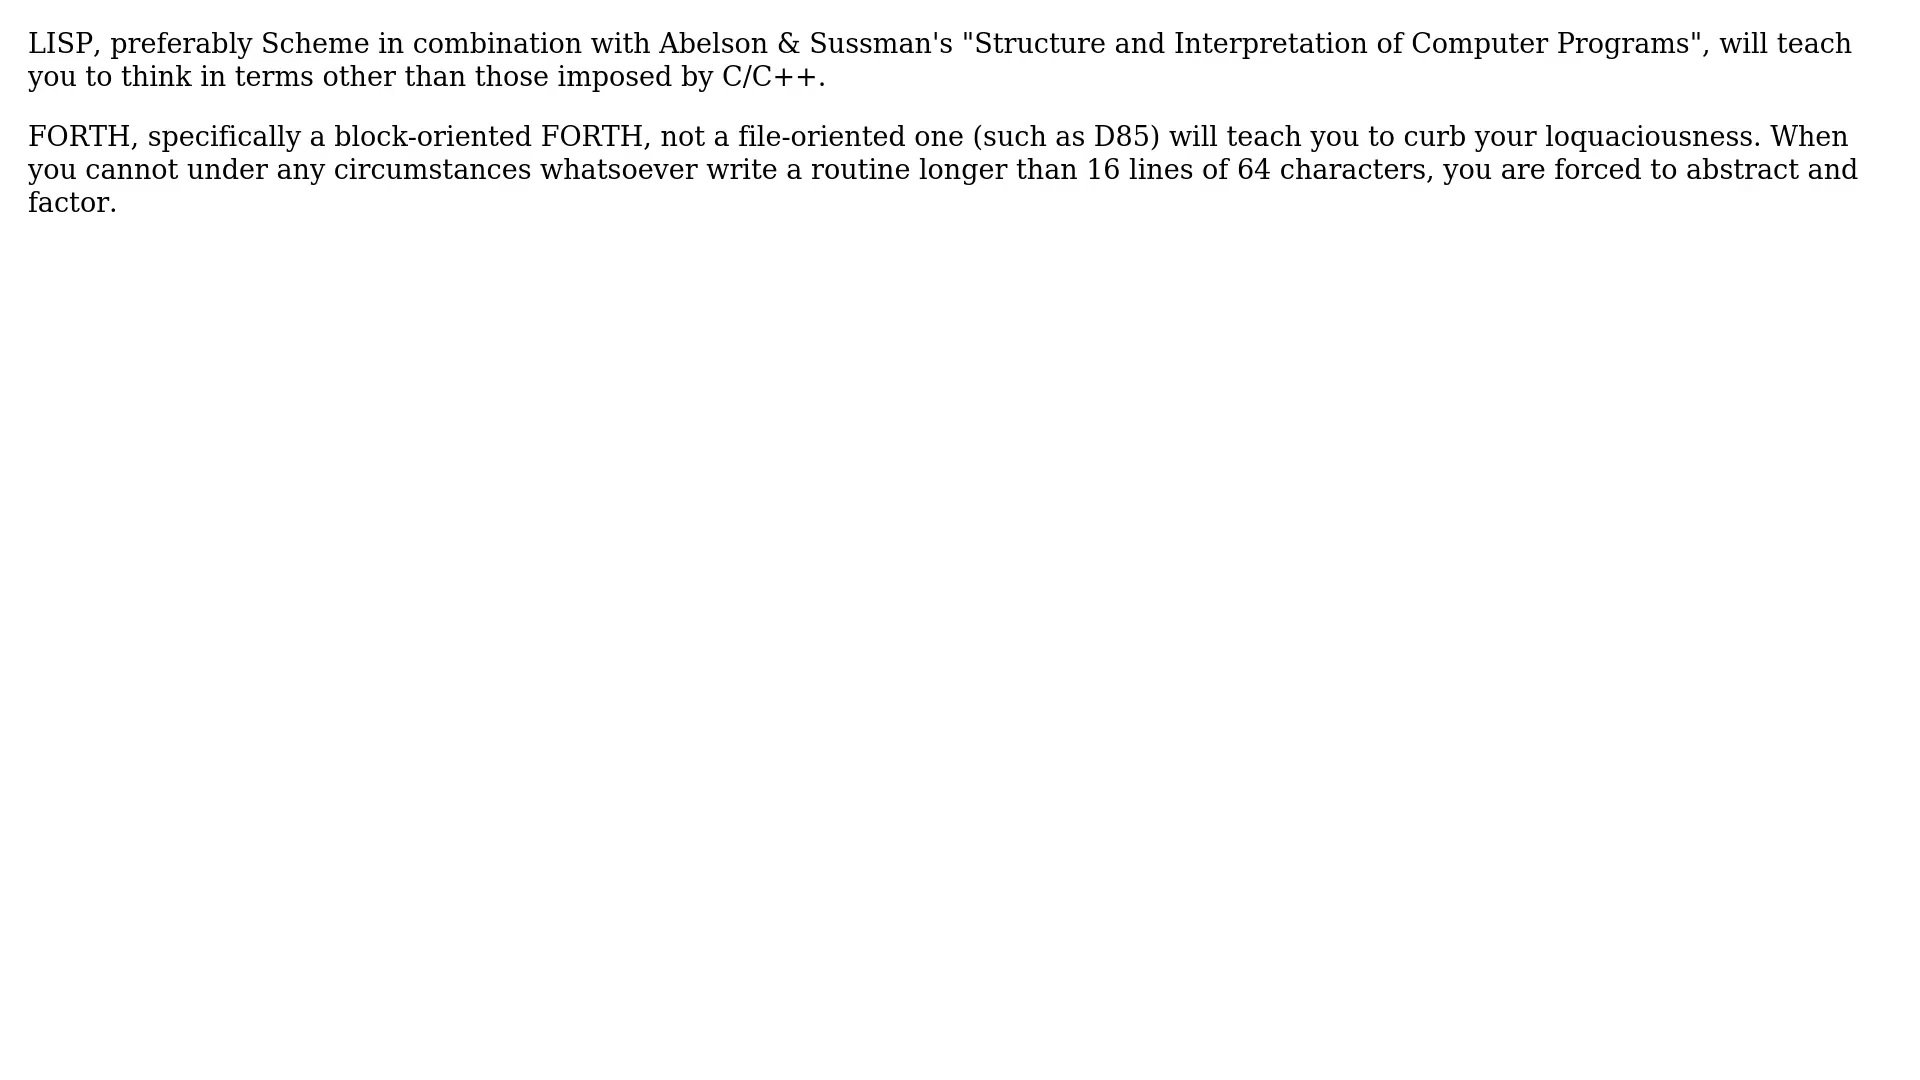 LISP, preferably Scheme in combination with Abelson & Sussman's "Structure and Interpretation of Computer Programs", will teach
you to think in terms other than those imposed by C/C++.
FORTH, specifically a block-oriented FORTH, not a file-oriented one (such as D85) will teach you to curb your loquaciousness. When
you cannot under any circumstances whatsoever write a routine longer than 16 lines of 64 characters, you are forced to abstract and
factor.